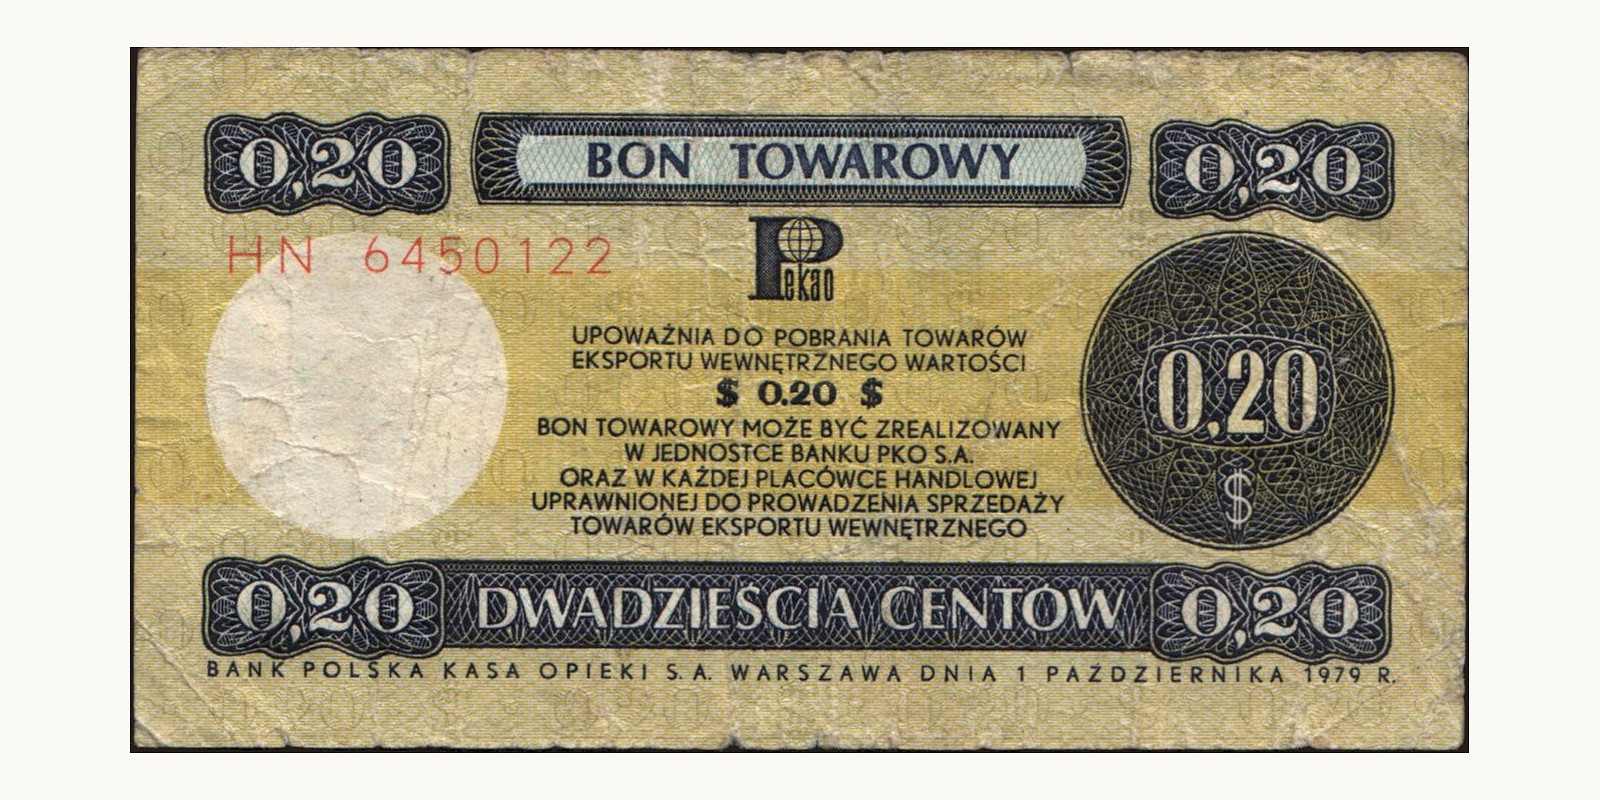 0,20 BON TOWAROWY 0,20
HN 6450122
Pekao
UPOWAŻNIA DO POBRANIA TOWARÓW
EKSPORTU WEWNĘTRZNEGO WARTOŚCI
$ 0.20 $
BON TOWAROWY MOŻE BYĆ ZREALIZOWANY
W JEDNOSTCE BANKU PKO S.A.
ORAZ W KAŻDEJ PLACÓWCE HANDLOWEJ
UPRAWNIONEJ DO PROWADZENIA SPRZEDAŻY
TOWARÓW EKSPORTU WEWNĘTRZNEGO
0,20
$
0,20 DWADZIEŚCIA CENTÓW 0,20
BANK POLSKA KASA OPIEKI S.A. WARSZAWA DNIA 1 PAŹDZIERNIKA 1979 R.